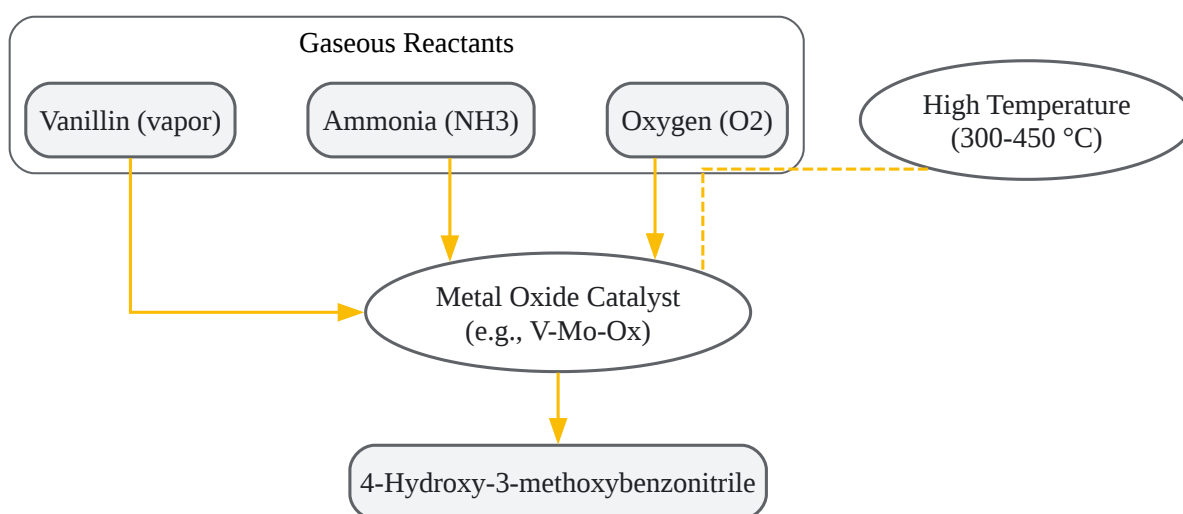 Gaseous Reactants
Vanillin (vapor)
Ammonia (NH3)
Oxygen (O2)
High Temperature
(300-450 °C)
Metal Oxide Catalyst
(e.g., V-Mo-Ox)
4-Hydroxy-3-methoxybenzonitrile